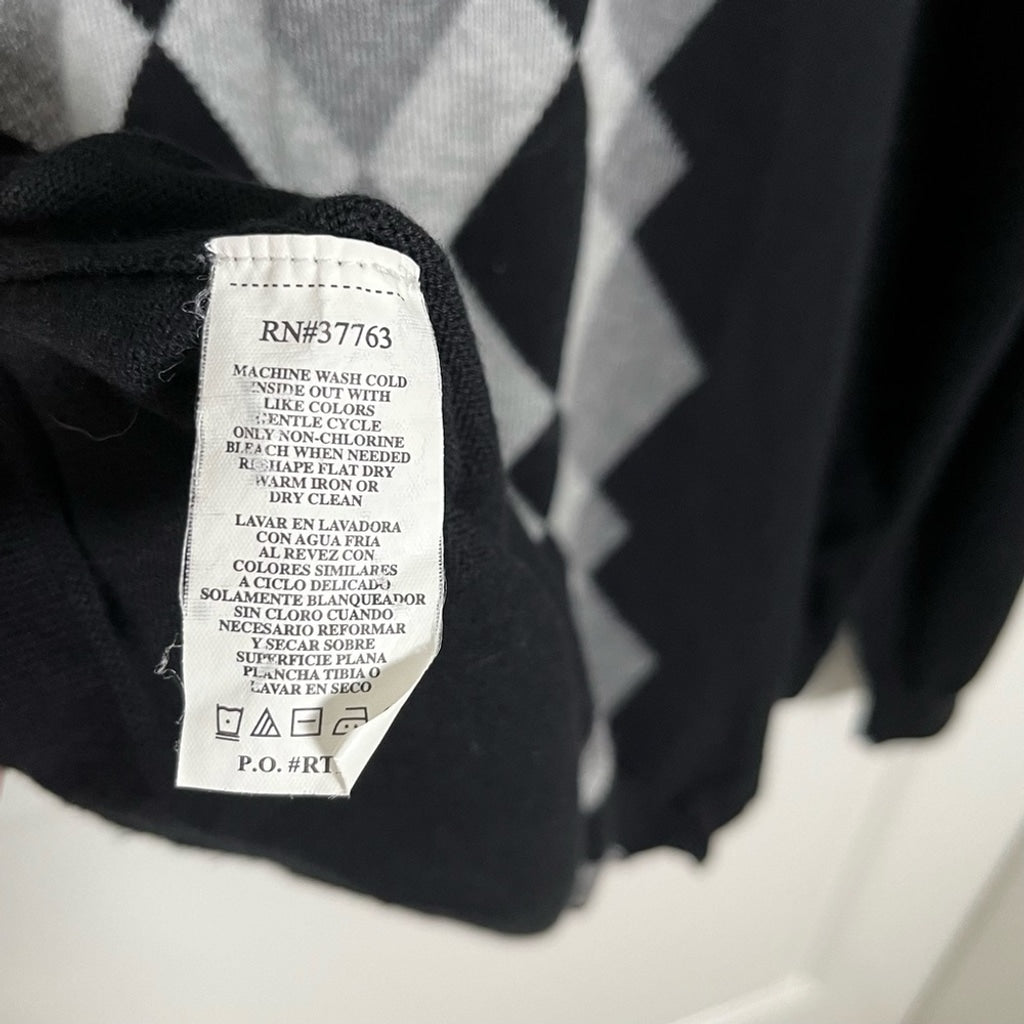 RN#37763
MACHINE WASH COLD
INSIDE OUT WITH
LIKE COLORS
GENTLE CYCLE
ONLY NON-CHLORINE
BLEACH WHEN NEEDED
RESHAPE FLAT DRY
WARM IRON OR
DRY CLEAN
LAVAR EN LAVADORA
CON AGUA FRIA
AL REVEZ CON
COLORES SIMILARES
A CICLO DELICADO
SOLAMENTE BLANQUEADOR
SIN CLORO CUANDO
NECESARIO REFORMAR
Y SECAR SOBRE
SUPERFICIE PLANA
PLANCHA TIBIA O
LAVAR EN SECO
P.O. #RT